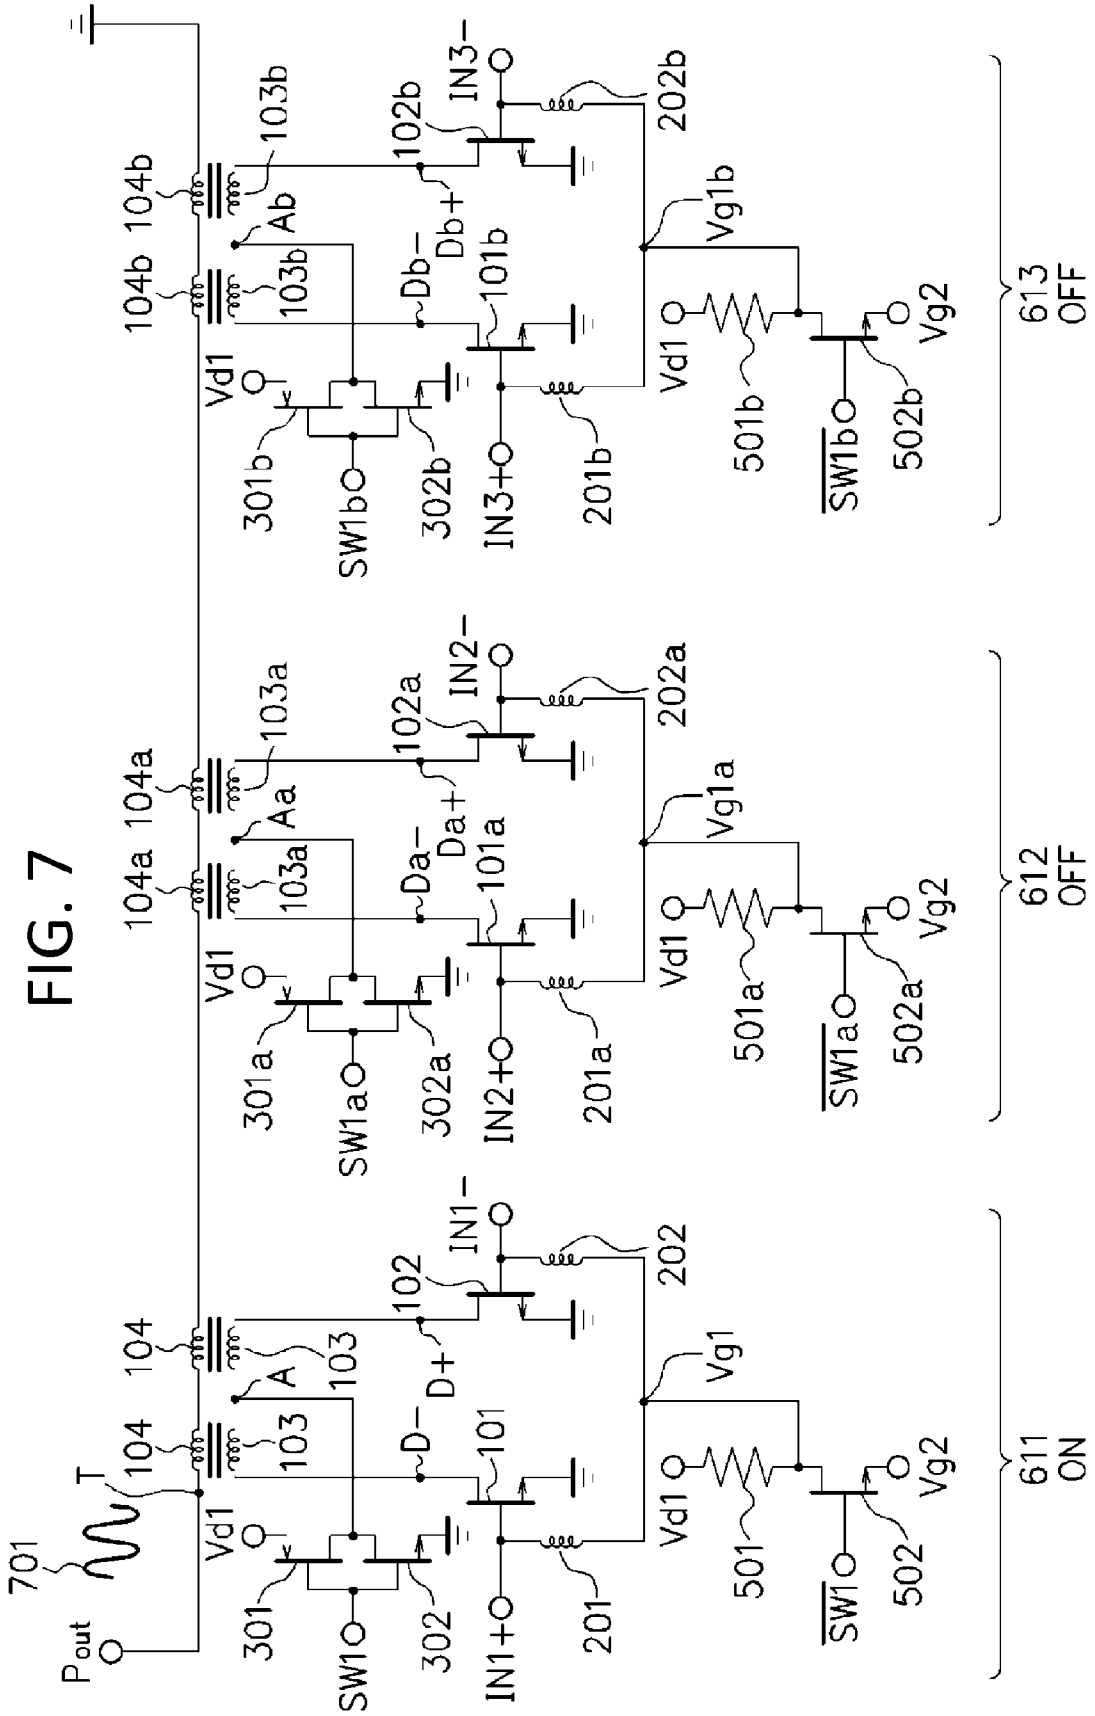 FIG. 7
701
Pout
T
104
104
104a
104a
104b
104b
103
103
103a
103a
103b
103b
A
Aa
Ab
Vd1
Vd1
Vd1
301
301a
301b
SW1
SW1a
SW1b
302
302a
302b
D-
D+
Da-
Da+
Db-
Db+
101
102
101a
102a
101b
102b
IN1+
IN1-
IN2+
IN2-
IN3+
IN3-
201
202
201a
202a
201b
202b
Vg1
Vg1a
Vg1b
Vd1
Vd1
Vd1
501
501a
501b
SW1
SW1a
SW1b
502
502a
502b
Vg2
Vg2
Vg2
611
ON
612
OFF
613
OFF